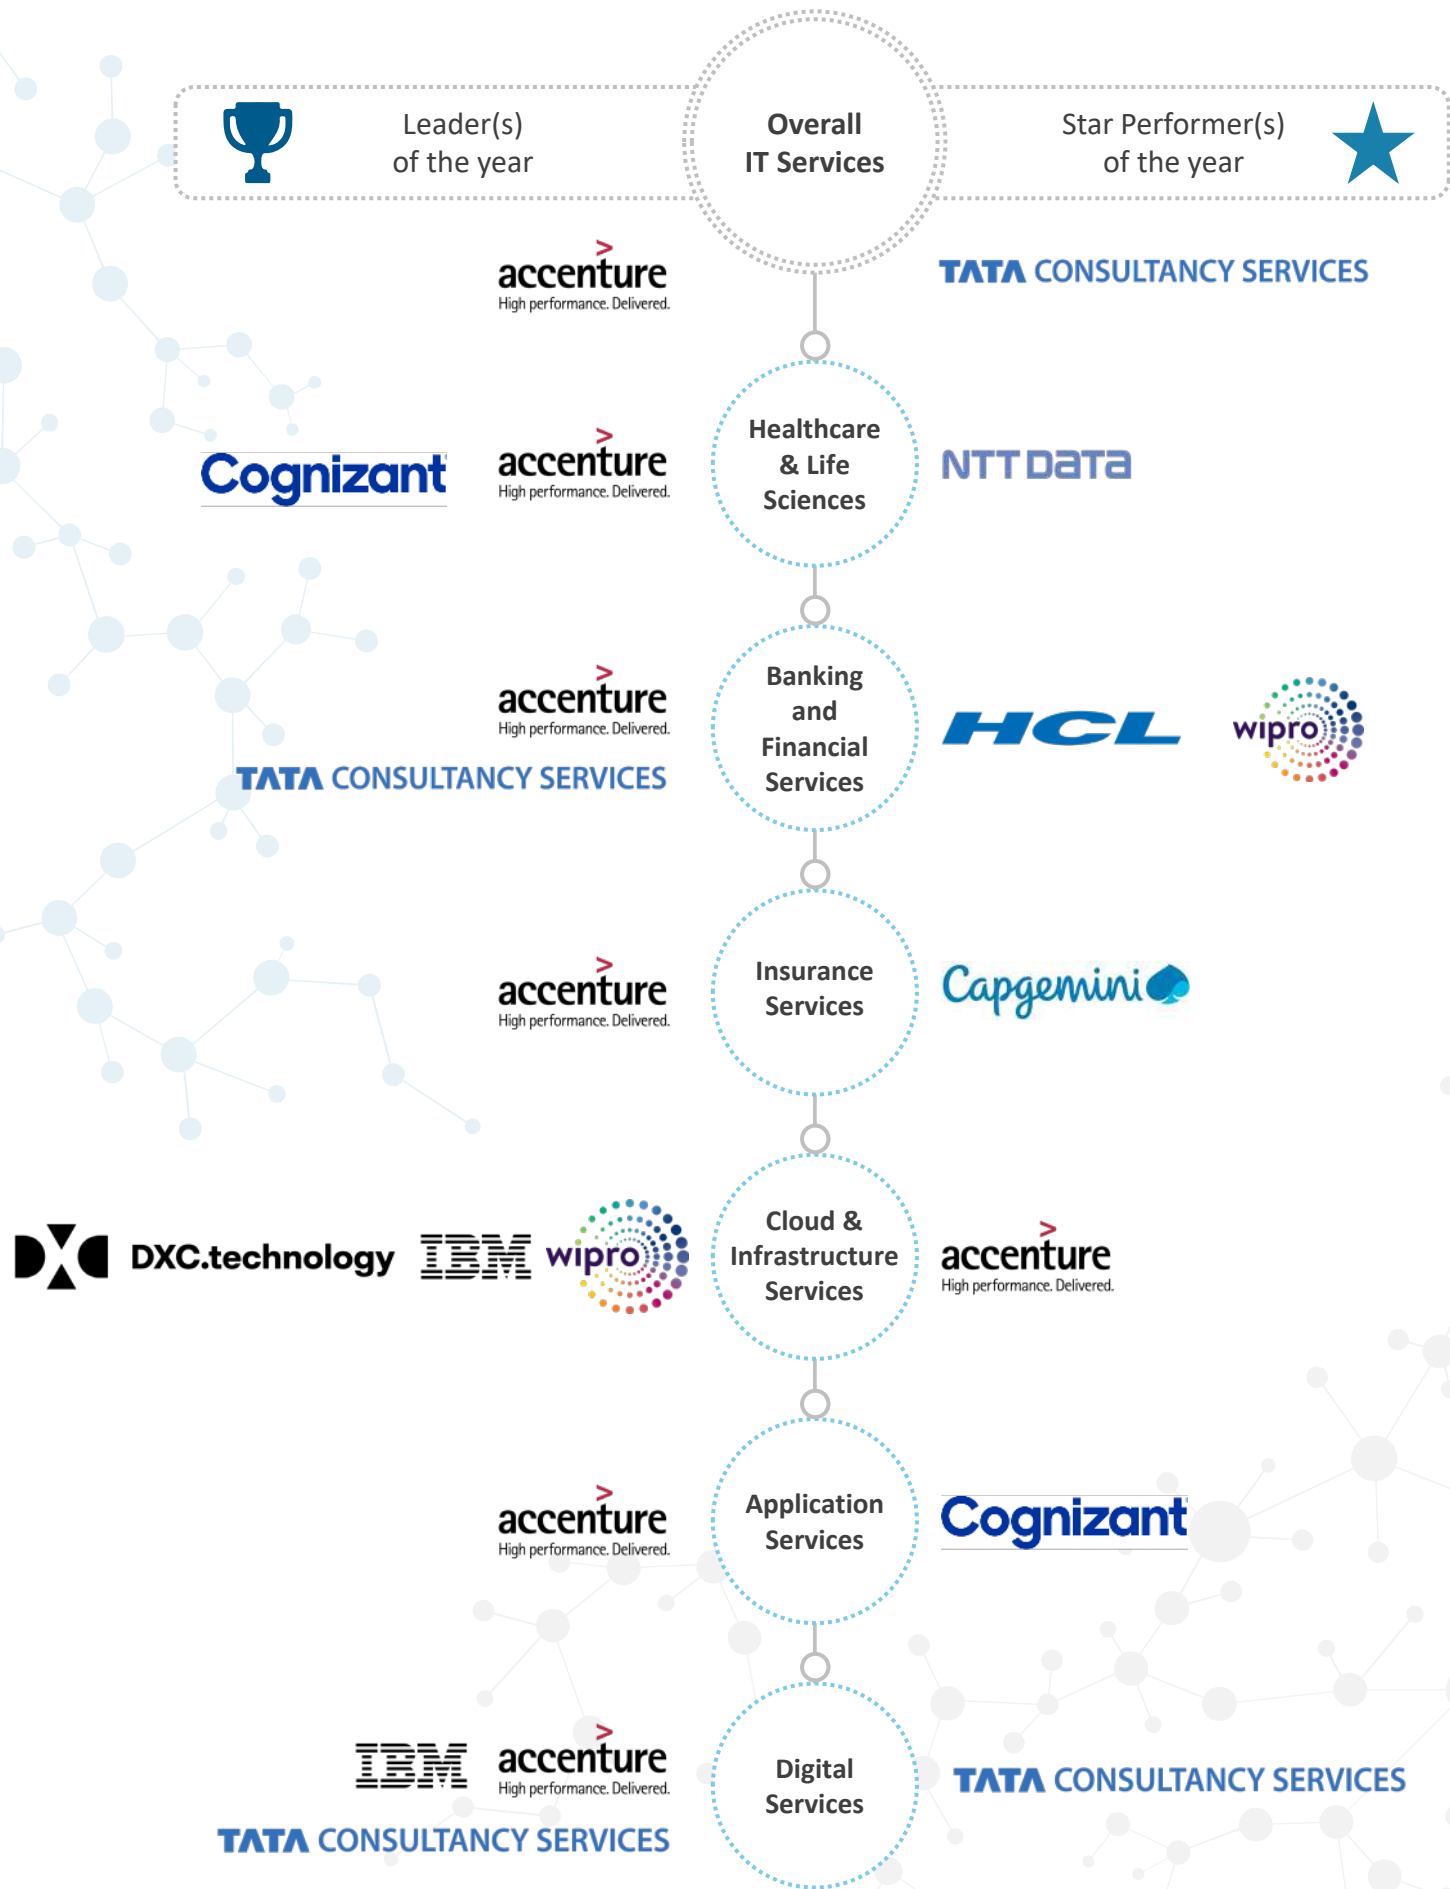 Leader(s)
of the year
Overall
IT Services
Star Performer(s)
of the year
accenture
High performance. Delivered.
TATA CONSULTANCY SERVICES
Cognizant
accenture
High performance. Delivered.
Healthcare
& Life
Sciences
NTT DATA
accenture
High performance. Delivered.
TATA CONSULTANCY SERVICES
Banking
and
Financial
Services
HCL
wipro
accenture
High performance. Delivered.
Insurance
Services
Capgemini
DXC.technology
IBM
wipro
Cloud &
Infrastructure
Services
accenture
High performance. Delivered.
accenture
High performance. Delivered.
Application
Services
Cognizant
IBM
accenture
High performance. Delivered.
TATA CONSULTANCY SERVICES
Digital
Services
TATA CONSULTANCY SERVICES